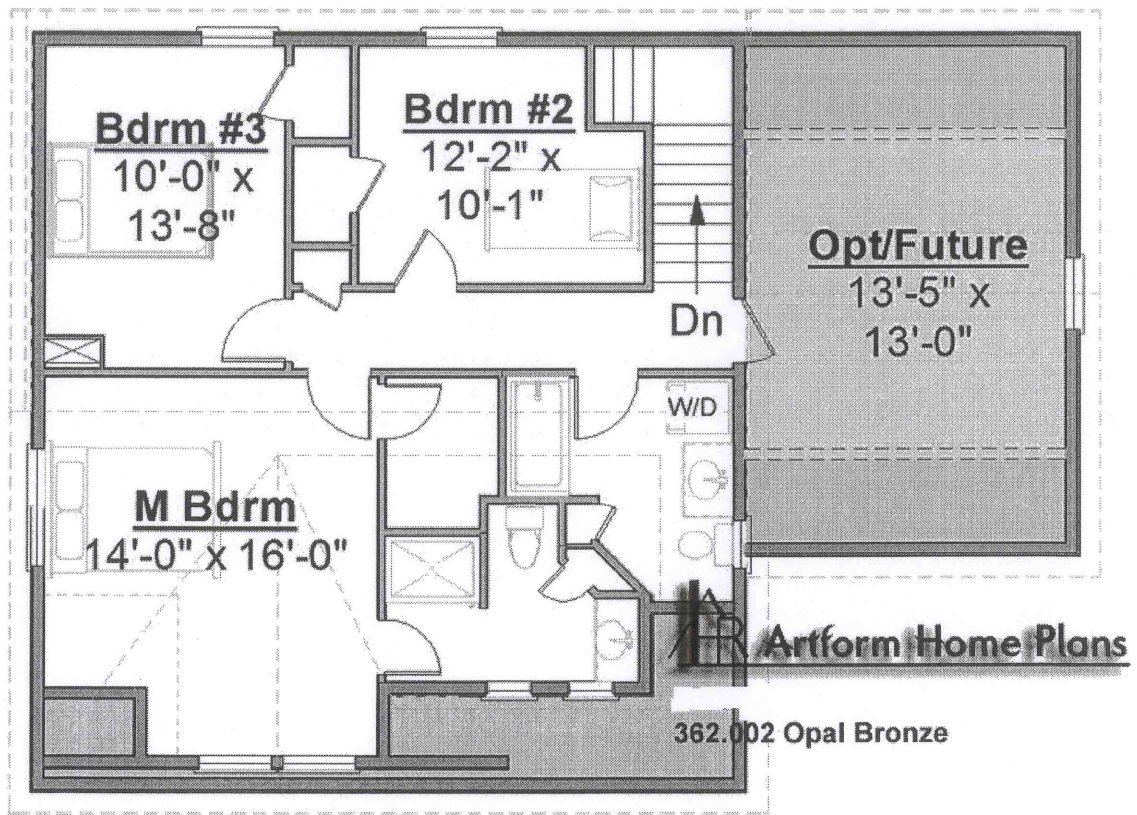 Bdrm #3
10'-0" x
13'-8"
Bdrm #2
12'-2" x
10'-1"
Opt/Future
13'-5" x
13'-0"
Dn
W/D
M Bdrm
14'-0" x 16'-0"
Artform Home Plans
362.002 Opal Bronze